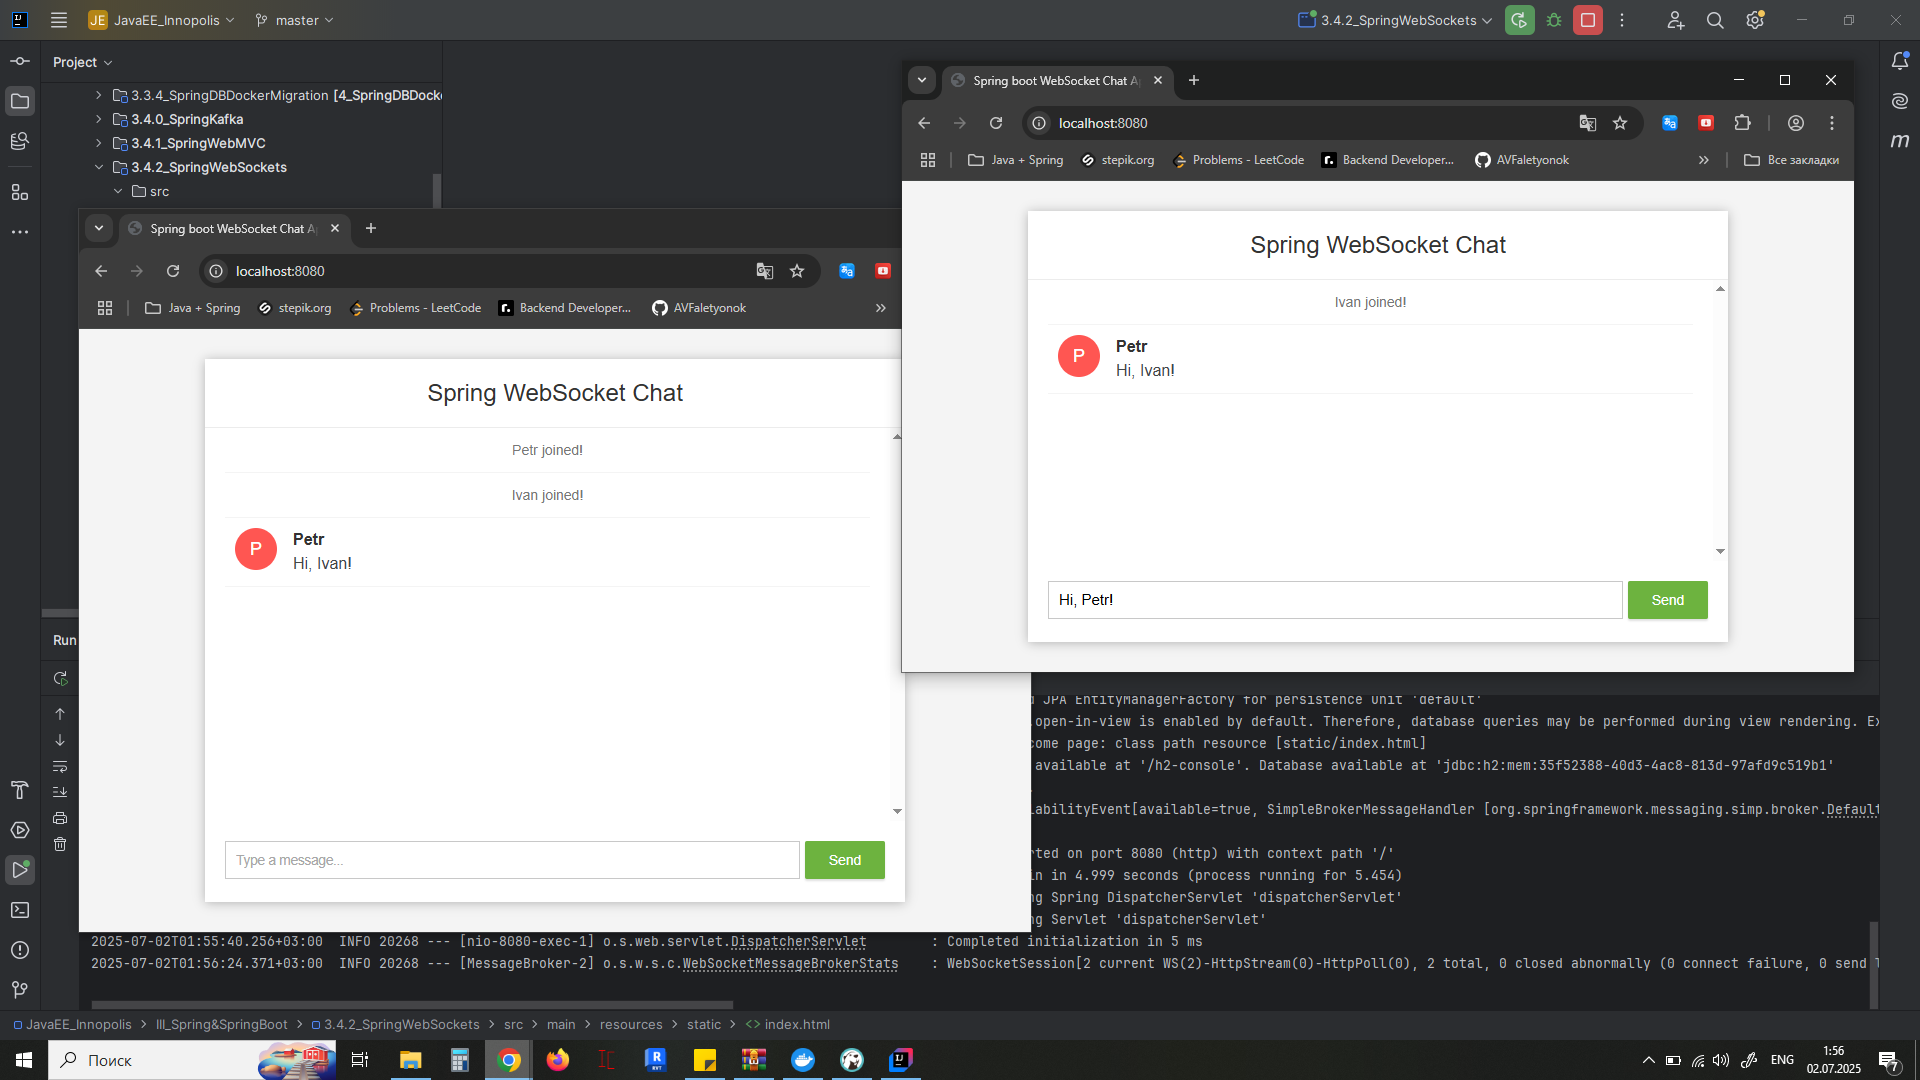 JE JavaEE_Innopolis master 3.4.2_SpringWebSockets
Project
3.3.4_SpringDBDockerMigration [4_SpringDBDocke
3.4.0_SpringKafka
3.4.1_SpringWebMVC
3.4.2_SpringWebSockets
src
Spring boot WebSocket Chat A
localhost:8080
Java + Spring stepik.org Problems - LeetCode Backend Developer... AVFaletyonok » Все закладки
Spring WebSocket Chat
Ivan joined!
P
Petr
Hi, Ivan!
Hi, Petr!
Send
Spring boot WebSocket Chat A
localhost:8080
Java + Spring stepik.org Problems - LeetCode Backend Developer... AVFaletyonok »
Spring WebSocket Chat
Petr joined!
Ivan joined!
P
Petr
Hi, Ivan!
Type a message...
Send
Run
JPA EntityManagerFactory for persistence unit 'default'
open-in-view is enabled by default. Therefore, database queries may be performed during view rendering. Ex
ome page: class path resource [static/index.html]
available at '/h2-console'. Database available at 'jdbc:h2:mem:35f52388-40d3-4ac8-813d-97afd9c519b1'
abilityEvent[available=true, SimpleBrokerMessageHandler [org.springframework.messaging.simp.broker.Default
rted on port 8080 (http) with context path '/'
n in 4.999 seconds (process running for 5.454)
ng Spring DispatcherServlet 'dispatcherServlet'
ng Servlet 'dispatcherServlet'
2025-07-02T01:55:40.256+03:00 INFO 20268 --- [nio-8080-exec-1] o.s.web.servlet.DispatcherServlet : Completed initialization in 5 ms
2025-07-02T01:56:24.371+03:00 INFO 20268 --- [MessageBroker-2] o.s.w.s.c.WebSocketMessageBrokerStats : WebSocketSession[2 current WS(2)-HttpStream(0)-HttpPoll(0), 2 total, 0 closed abnormally (0 connect failure, 0 send l
JavaEE_Innopolis > III_Spring&SpringBoot > 3.4.2_SpringWebSockets > src > main > resources > static > <> index.html
Поиск
ENG
1:56
02.07.2025
7